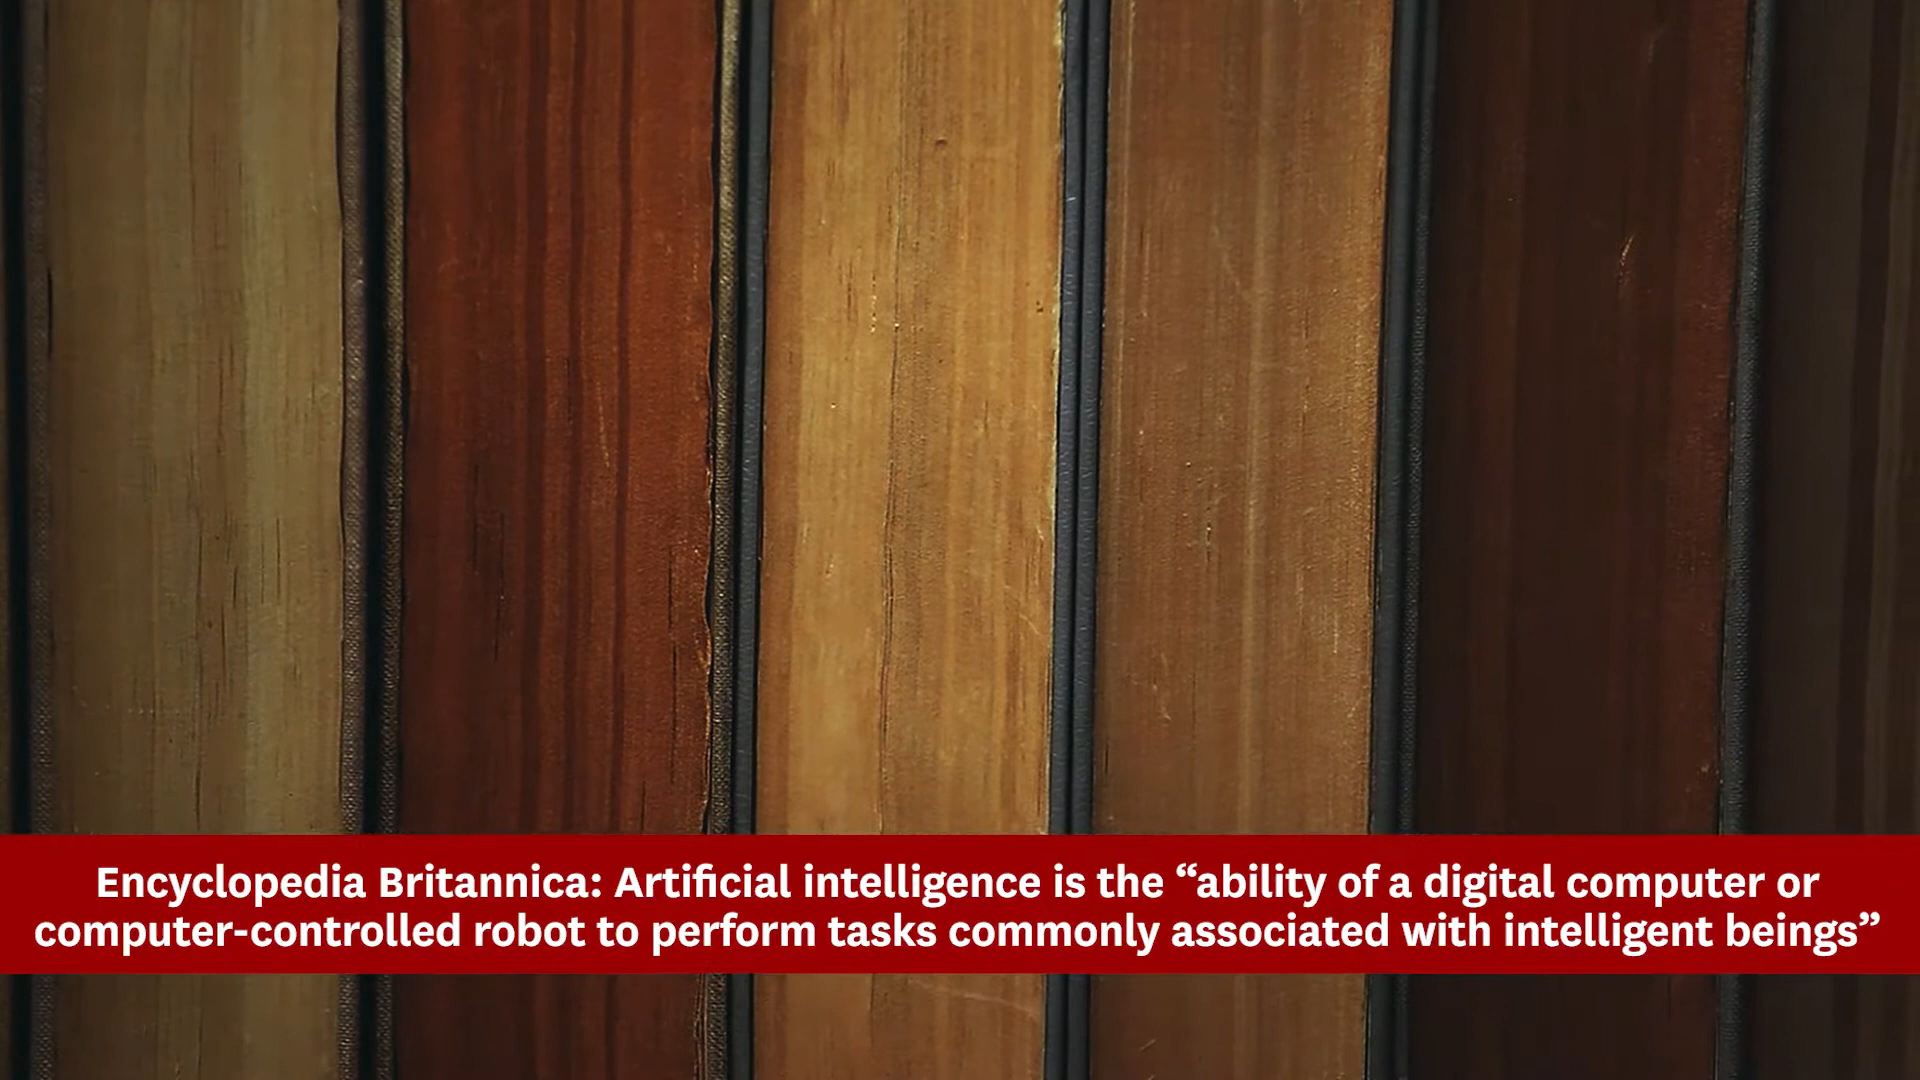 Encyclopedia Britannica: Artificial intelligence is the “ability of a digital computer or
computer-controlled robot to perform tasks commonly associated with intelligent beings”